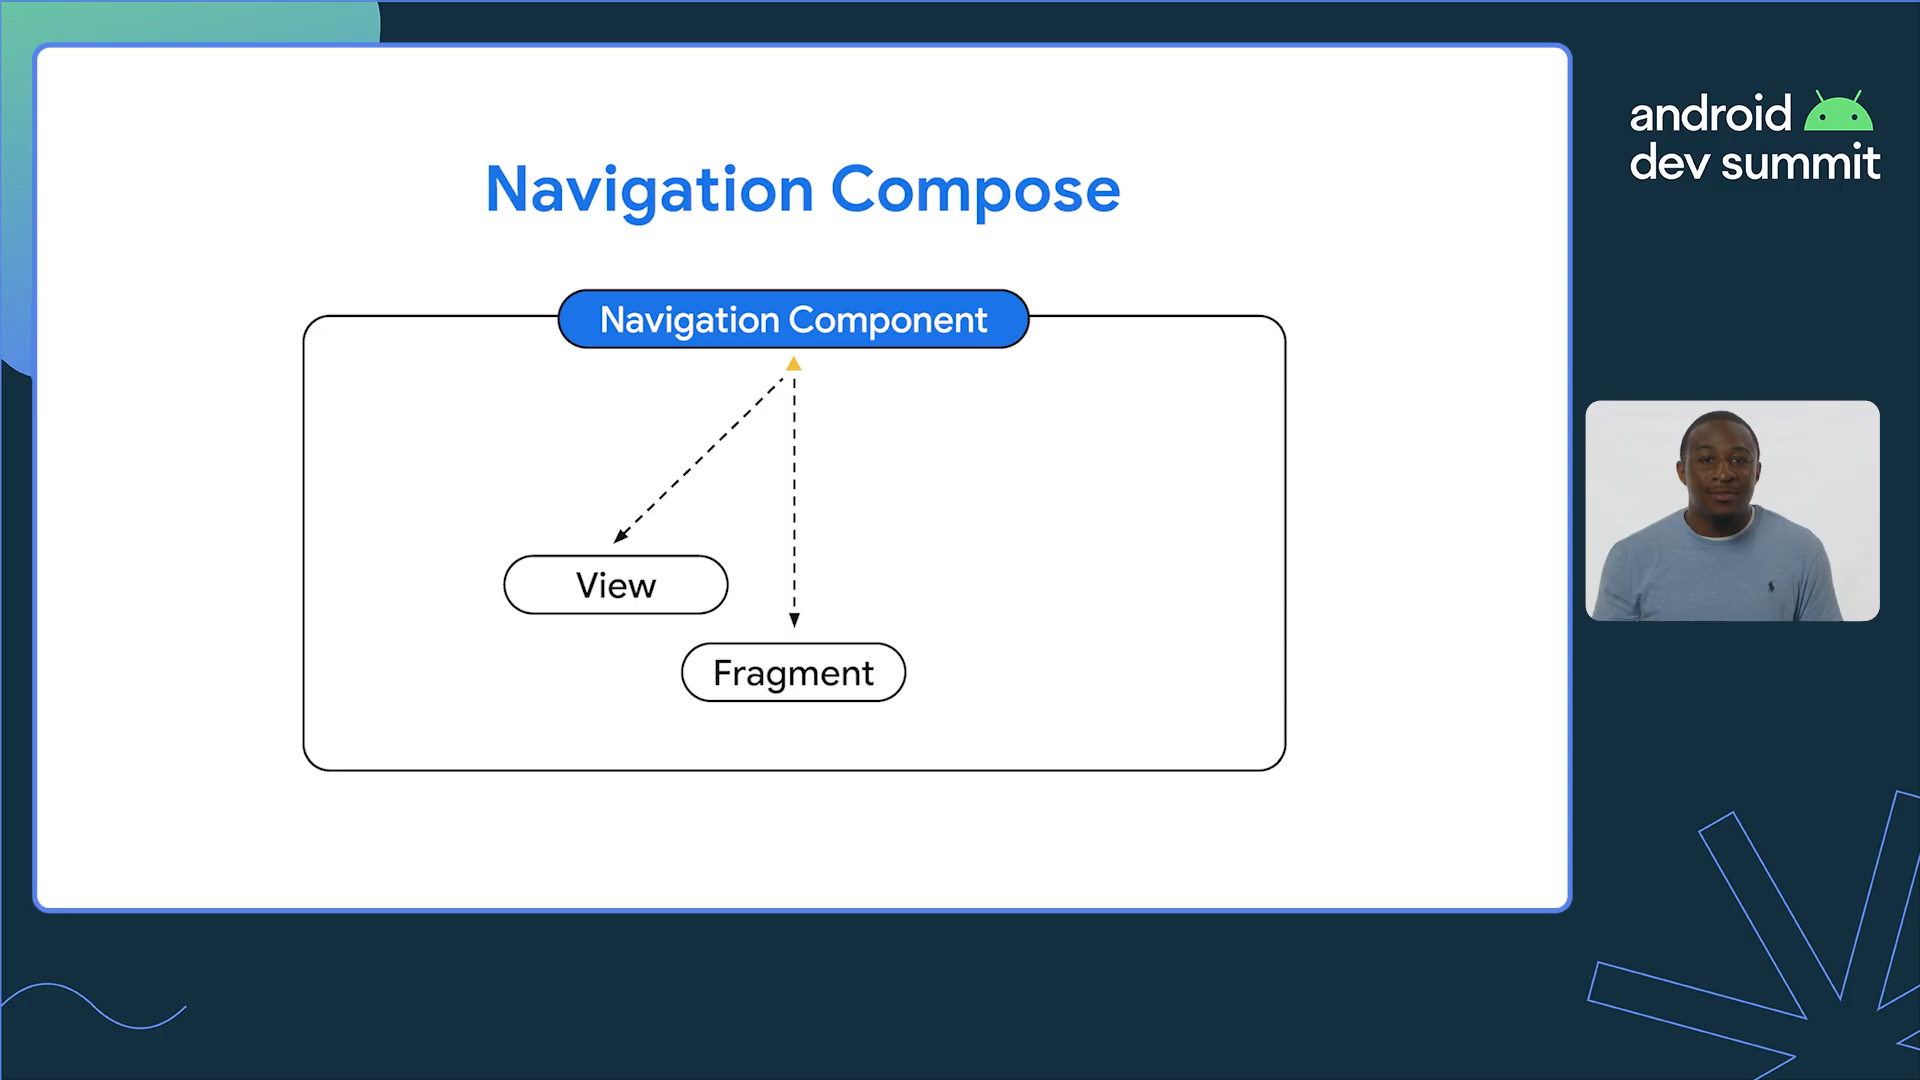 Navigation Compose
Navigation Component
View
Fragment
android
dev summit